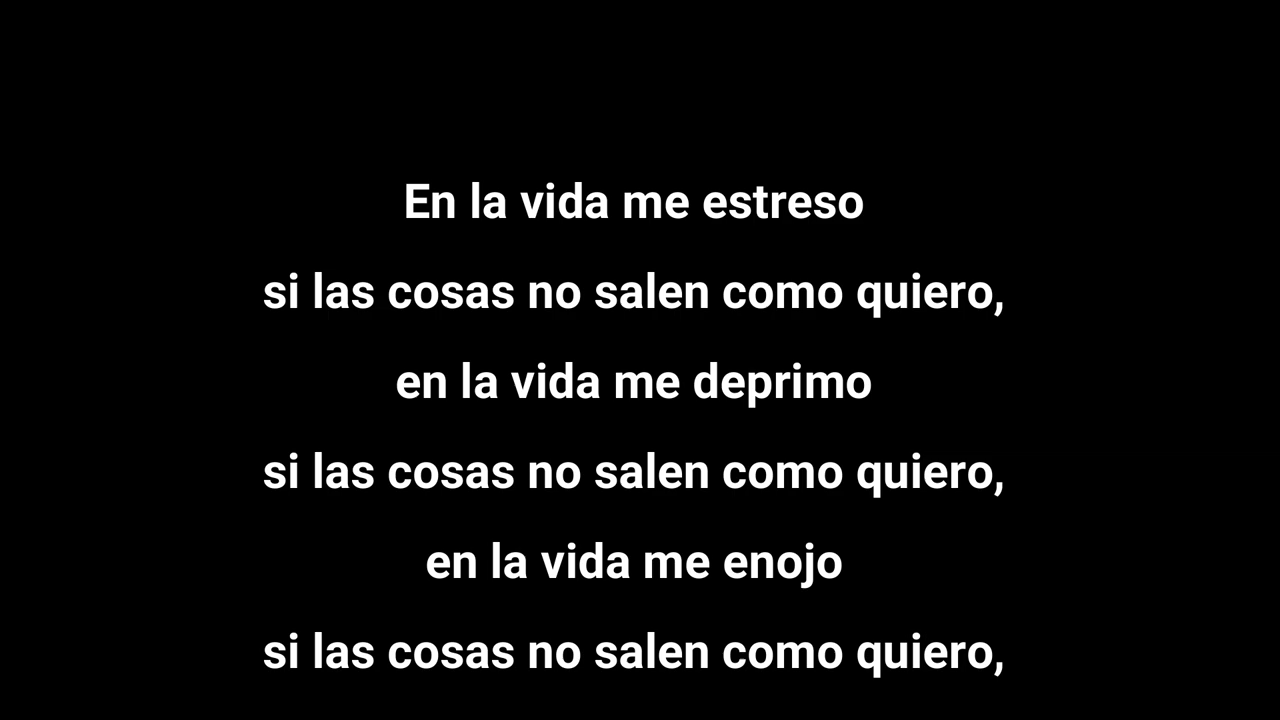 En la vida me estreso
si las cosas no salen como quiero,
en la vida me deprimo
si las cosas no salen como quiero,
en la vida me enojo
si las cosas no salen como quiero,